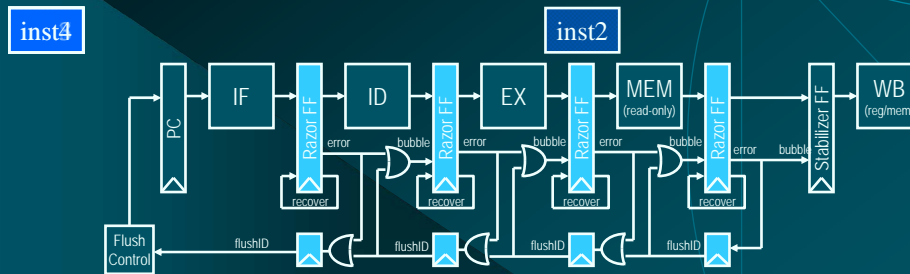 inst2
IF
ID
EX
MEM
(read-only)
WB
(reg/mem
PC
Razor FF
Razor FF
Razor FF
Razor FF
Stabilizer FF
error
bubble
error
bubble
error
bubble
error
bubble
recover
recover
recover
recover
Flush
Control
flushID
flushID
flushID
flushID